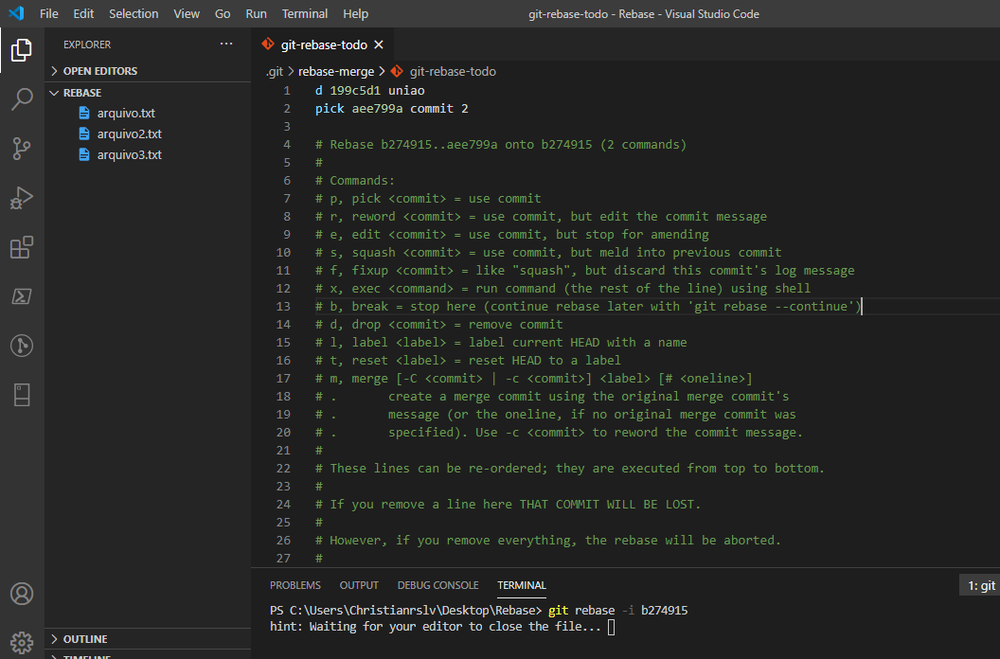 File Edit Selection View Go Run Terminal Help git-rebase-todo - Rebase - Visual Studio Code
EXPLORER ...
OPEN EDITORS
REBASE
arquivo.txt
arquivo2.txt
arquivo3.txt
OUTLINE
TIMELINE
git-rebase-todo
.git > rebase-merge > git-rebase-todo
1 d 199c5d1 uniao
2 pick aee799a commit 2
3
4 # Rebase b274915..aee799a onto b274915 (2 commands)
5 #
6 # Commands:
7 # p, pick <commit> = use commit
8 # r, reword <commit> = use commit, but edit the commit message
9 # e, edit <commit> = use commit, but stop for amending
10 # s, squash <commit> = use commit, but meld into previous commit
11 # f, fixup <commit> = like "squash", but discard this commit's log message
12 # x, exec <command> = run command (the rest of the line) using shell
13 # b, break = stop here (continue rebase later with 'git rebase --continue')
14 # d, drop <commit> = remove commit
15 # l, label <label> = label current HEAD with a name
16 # t, reset <label> = reset HEAD to a label
17 # m, merge [-C <commit> | -c <commit>] <label> [# <oneline>]
18 # .       create a merge commit using the original merge commit's
19 # .       message (or the oneline, if no original merge commit was
20 # .       specified). Use -c <commit> to reword the commit message.
21 #
22 # These lines can be re-ordered; they are executed from top to bottom.
23 #
24 # If you remove a line here THAT COMMIT WILL BE LOST.
25 #
26 # However, if you remove everything, the rebase will be aborted.
27 #
PROBLEMS OUTPUT DEBUG CONSOLE TERMINAL 1: git
PS C:\Users\Christianrslv\Desktop\Rebase> git rebase -i b274915
hint: Waiting for your editor to close the file...